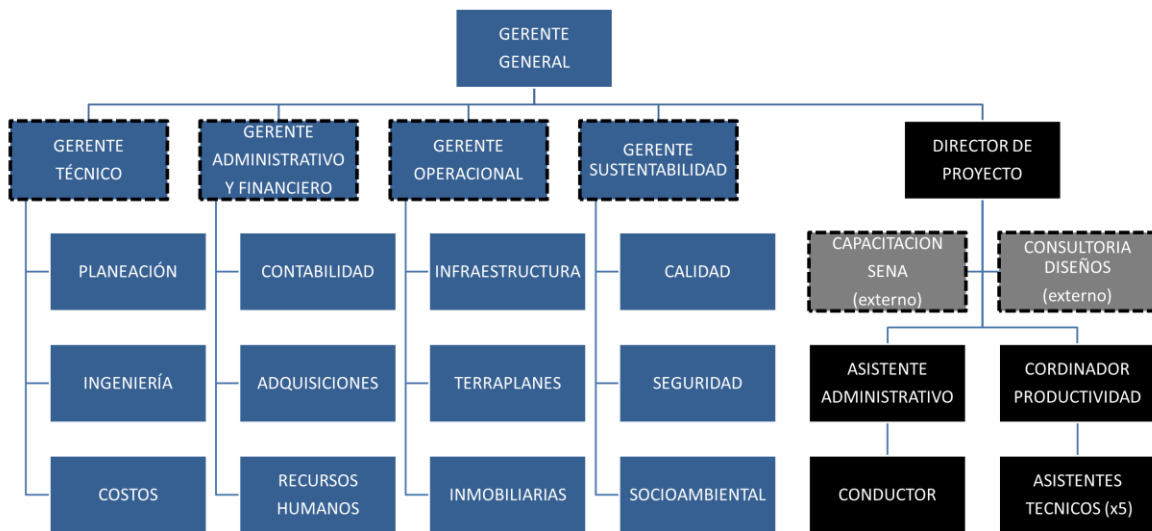 GERENTE
GENERAL
GERENTE
TÉCNICO
GERENTE
ADMINISTRATIVO
Y FINANCIERO
GERENTE
OPERACIONAL
GERENTE
SUSTENTABILIDAD
DIRECTOR DE
PROYECTO
CAPACITACION
SENA
(externo)
CONSULTORIA
DISEÑOS
(externo)
PLANEACIÓN
CONTABILIDAD
INFRAESTRUCTURA
CALIDAD
INGENIERÍA
ADQUISICIONES
TERRAPLANES
SEGURIDAD
ASISTENTE
ADMINISTRATIVO
CORDINADOR
PRODUCTIVIDAD
COSTOS
RECURSOS
HUMANOS
INMOBILIARIAS
SOCIOAMBIENTAL
CONDUCTOR
ASISTENTES
TECNICOS (x5)